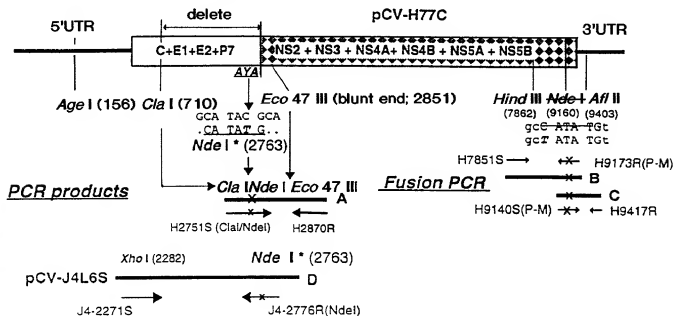 delete
pCV-H77C
5'UTR
3'UTR
C+E1+E2+P7
NS2 + NS3 + NS4A+ NS4B + NS5A + NS5B
AYA
Age I (156) Cla I (710)
Eco 47 III (blunt end; 2851)
Hind III Nde I Afl II
(7862) (9160) (9403)
GCA TAC GCA
. CA TAT G . .
Nde I * (2763)
gcC ATA TGt
gcT ATA TGt
H7851S
H9173R(P-M)
PCR products
Cla I Nde I Eco 47 III
A
Fusion PCR
B
C
H2751S (ClaI/NdeI)
H2870R
H9140S(P-M)
H9417R
Xho I (2282)
Nde I * (2763)
pCV-J4L6S
D
J4-2271S
J4-2776R(NdeI)